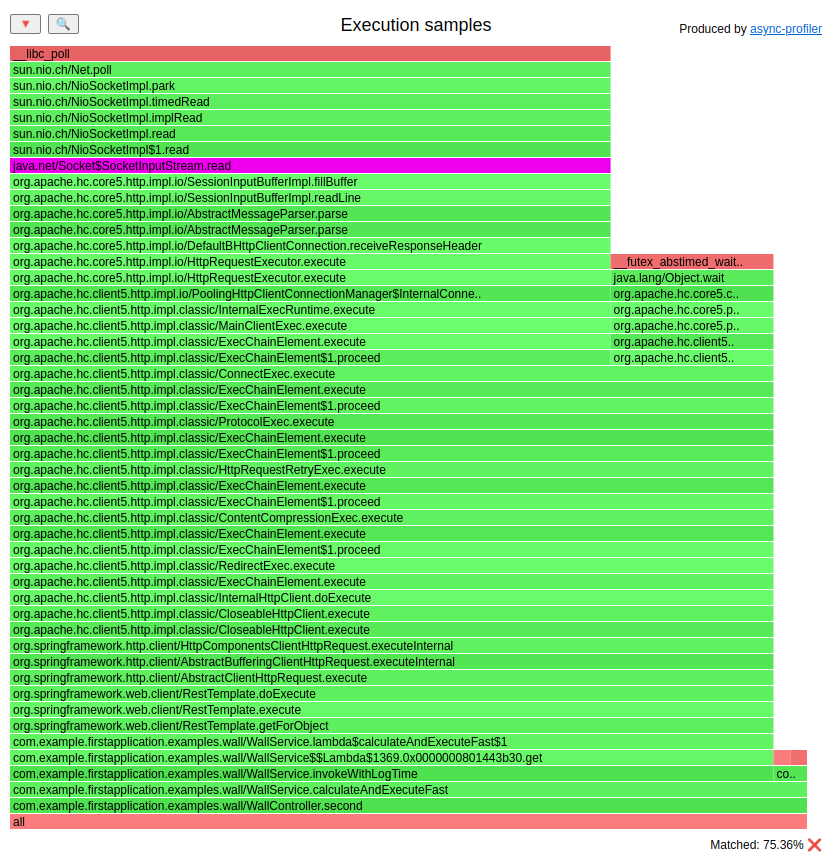 Execution samples
Produced by async-profiler
__libc_poll
sun.nio.ch/Net.poll
sun.nio.ch/NioSocketImpl.park
sun.nio.ch/NioSocketImpl.timedRead
sun.nio.ch/NioSocketImpl.implRead
sun.nio.ch/NioSocketImpl.read
sun.nio.ch/NioSocketImpl$1.read
java.net/Socket$SocketInputStream.read
org.apache.hc.core5.http.impl.io/SessionInputBufferImpl.fillBuffer
org.apache.hc.core5.http.impl.io/SessionInputBufferImpl.readLine
org.apache.hc.core5.http.impl.io/AbstractMessageParser.parse
org.apache.hc.core5.http.impl.io/AbstractMessageParser.parse
org.apache.hc.core5.http.impl.io/DefaultBHttpClientConnection.receiveResponseHeader
org.apache.hc.core5.http.impl.io/HttpRequestExecutor.execute __futex_abstimed_wait..
org.apache.hc.core5.http.impl.io/HttpRequestExecutor.execute java.lang/Object.wait
org.apache.hc.client5.http.impl.io/PoolingHttpClientConnectionManager$InternalConne.. org.apache.hc.core5.c..
org.apache.hc.client5.http.impl.classic/InternalExecRuntime.execute org.apache.hc.core5.p..
org.apache.hc.client5.http.impl.classic/MainClientExec.execute org.apache.hc.core5.p..
org.apache.hc.client5.http.impl.classic/ExecChainElement.execute org.apache.hc.client5..
org.apache.hc.client5.http.impl.classic/ExecChainElement$1.proceed org.apache.hc.client5..
org.apache.hc.client5.http.impl.classic/ConnectExec.execute
org.apache.hc.client5.http.impl.classic/ExecChainElement.execute
org.apache.hc.client5.http.impl.classic/ExecChainElement$1.proceed
org.apache.hc.client5.http.impl.classic/ProtocolExec.execute
org.apache.hc.client5.http.impl.classic/ExecChainElement.execute
org.apache.hc.client5.http.impl.classic/ExecChainElement$1.proceed
org.apache.hc.client5.http.impl.classic/HttpRequestRetryExec.execute
org.apache.hc.client5.http.impl.classic/ExecChainElement.execute
org.apache.hc.client5.http.impl.classic/ExecChainElement$1.proceed
org.apache.hc.client5.http.impl.classic/ContentCompressionExec.execute
org.apache.hc.client5.http.impl.classic/ExecChainElement.execute
org.apache.hc.client5.http.impl.classic/ExecChainElement$1.proceed
org.apache.hc.client5.http.impl.classic/RedirectExec.execute
org.apache.hc.client5.http.impl.classic/ExecChainElement.execute
org.apache.hc.client5.http.impl.classic/InternalHttpClient.doExecute
org.apache.hc.client5.http.impl.classic/CloseableHttpClient.execute
org.apache.hc.client5.http.impl.classic/CloseableHttpClient.execute
org.springframework.http.client/HttpComponentsClientHttpRequest.executeInternal
org.springframework.http.client/AbstractBufferingClientHttpRequest.executeInternal
org.springframework.http.client/AbstractClientHttpRequest.execute
org.springframework.web.client/RestTemplate.doExecute
org.springframework.web.client/RestTemplate.execute
org.springframework.web.client/RestTemplate.getForObject
com.example.firstapplication.examples.wall/WallService.lambda$calculateAndExecuteFast$1
com.example.firstapplication.examples.wall/WallService$$Lambda$1369.0x0000000801443b30.get
com.example.firstapplication.examples.wall/WallService.invokeWithLogTime co..
com.example.firstapplication.examples.wall/WallService.calculateAndExecuteFast
com.example.firstapplication.examples.wall/WallController.second
all
Matched: 75.36%